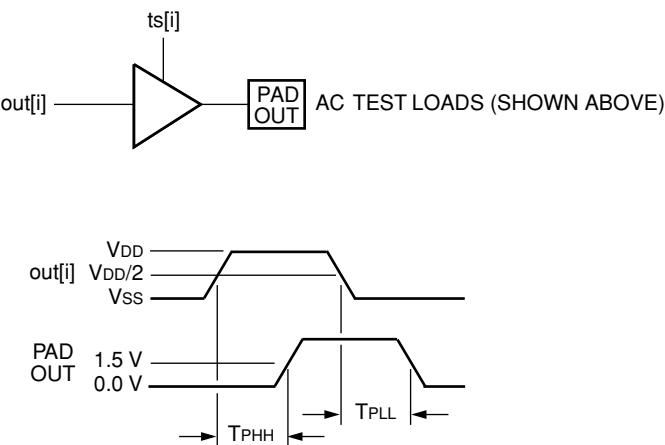 ts[i]
out[i]
PAD
OUT
AC TEST LOADS (SHOWN ABOVE)
VDD
out[i] VDD/2
VSS
PAD
OUT
1.5 V
0.0 V
TPLL
TPHH